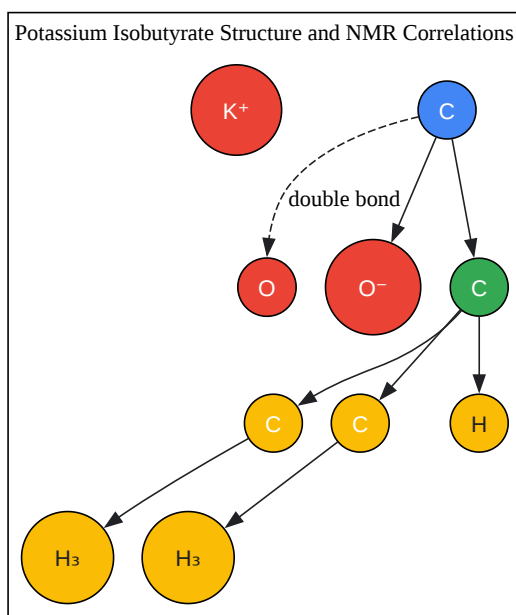 Potassium Isobutyrate Structure and NMR Correlations
K⁺
C
double bond
O
O⁻
C
C
C
H
H₃
H₃